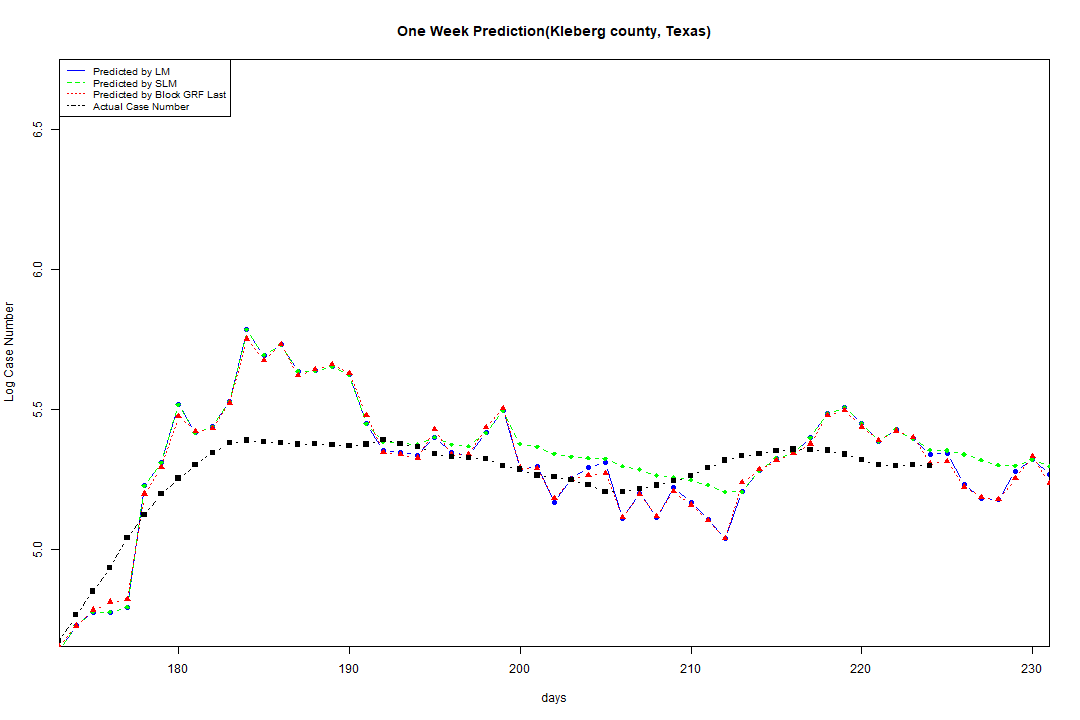 One Week Prediction(Kleberg county, Texas)
Predicted by LM
Predicted by SLM
Predicted by Block GRF Last
Actual Case Number
6.5
6.0
5.5
5.0
Log Case Number
180 190 200 210 220 230
days